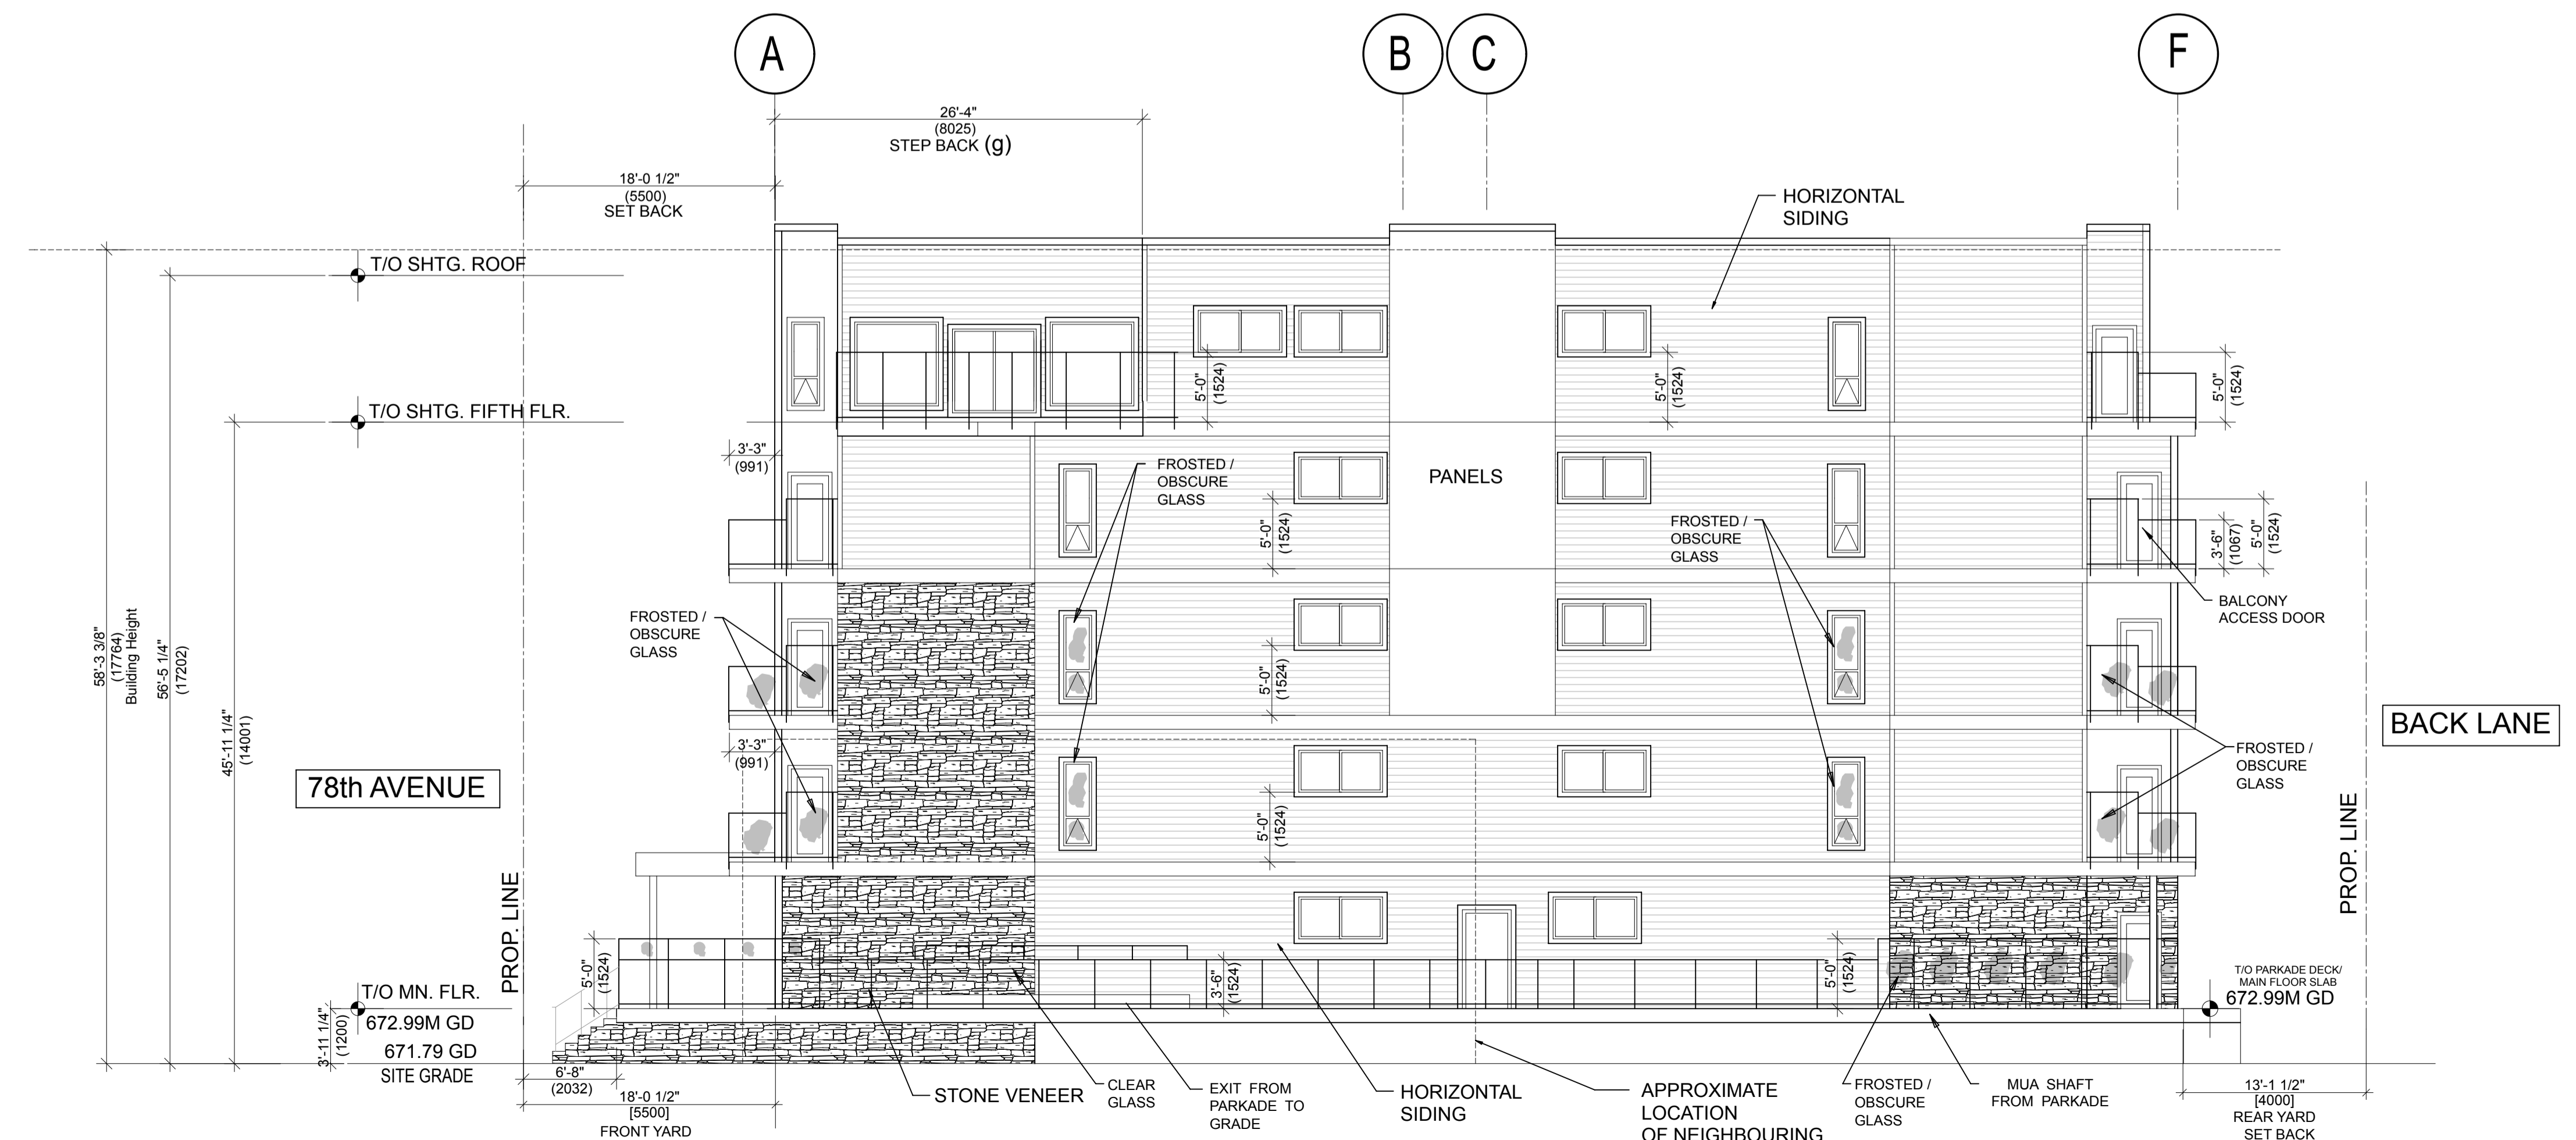 A
B
C
F
26'-4"
(8025)
STEP BACK (g)
18'-0 1/2"
(5500)
SET BACK
HORIZONTAL
SIDING
T/O SHTG. ROOF
T/O SHTG. FIFTH FLR.
5'-0"
(1524)
5'-0"
(1524)
5'-0"
(1524)
3'-3"
(991)
FROSTED /
OBSCURE
GLASS
PANELS
5'-0"
(1524)
FROSTED /
OBSCURE
GLASS
3'-6"
(1067)
5'-0"
(1524)
BALCONY
ACCESS DOOR
FROSTED /
OBSCURE
GLASS
58'-3 3/8"
(17764)
Building Height
56'-5 1/4"
(17202)
45'-11 1/4"
(14001)
5'-0"
(1524)
BACK LANE
3'-3"
(991)
FROSTED /
OBSCURE
GLASS
78th AVENUE
5'-0"
(1524)
PROP. LINE
PROP. LINE
5'-0"
(1524)
3'-6"
(1524)
5'-0"
(1524)
T/O MN. FLR.
672.99M GD
671.79 GD
SITE GRADE
3'-11 1/4"
(1200)
T/O PARKADE DECK/
MAIN FLOOR SLAB
672.99M GD
6'-8"
(2032)
18'-0 1/2"
[5500]
FRONT YARD
STONE VENEER
CLEAR
GLASS
EXIT FROM
PARKADE TO
GRADE
HORIZONTAL
SIDING
APPROXIMATE
LOCATION
OF NEIGHBOURING
FROSTED /
OBSCURE
GLASS
MUA SHAFT
FROM PARKADE
13'-1 1/2"
[4000]
REAR YARD
SET BACK